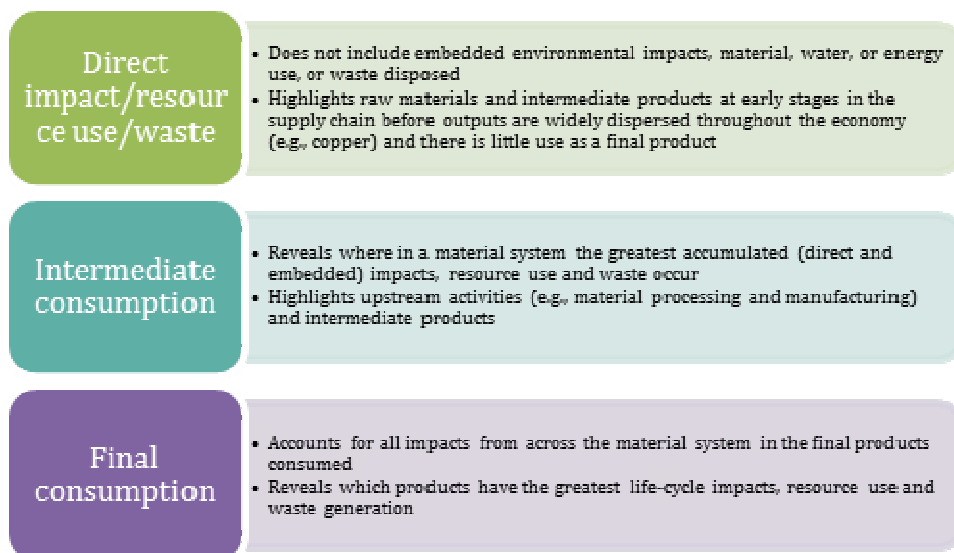 Direct
impact/resour
ce use/waste
• Does not include embedded environmental impacts, material, water, or energy
use, or waste disposed
• Highlights raw materials and intermediate products at early stages in the
supply chain before outputs are widely dispersed throughout the economy
(e.g., copper) and there is little use as a final product
Intermediate
consumption
• Reveals where in a material system the greatest accumulated (direct and
embedded) impacts, resource use and waste occur
• Highlights upstream activities (e.g., material processing and manufacturing)
and intermediate products
Final
consumption
• Accounts for all impacts from across the material system in the final products
consumed
• Reveals which products have the greatest life-cycle impacts, resource use and
waste generation